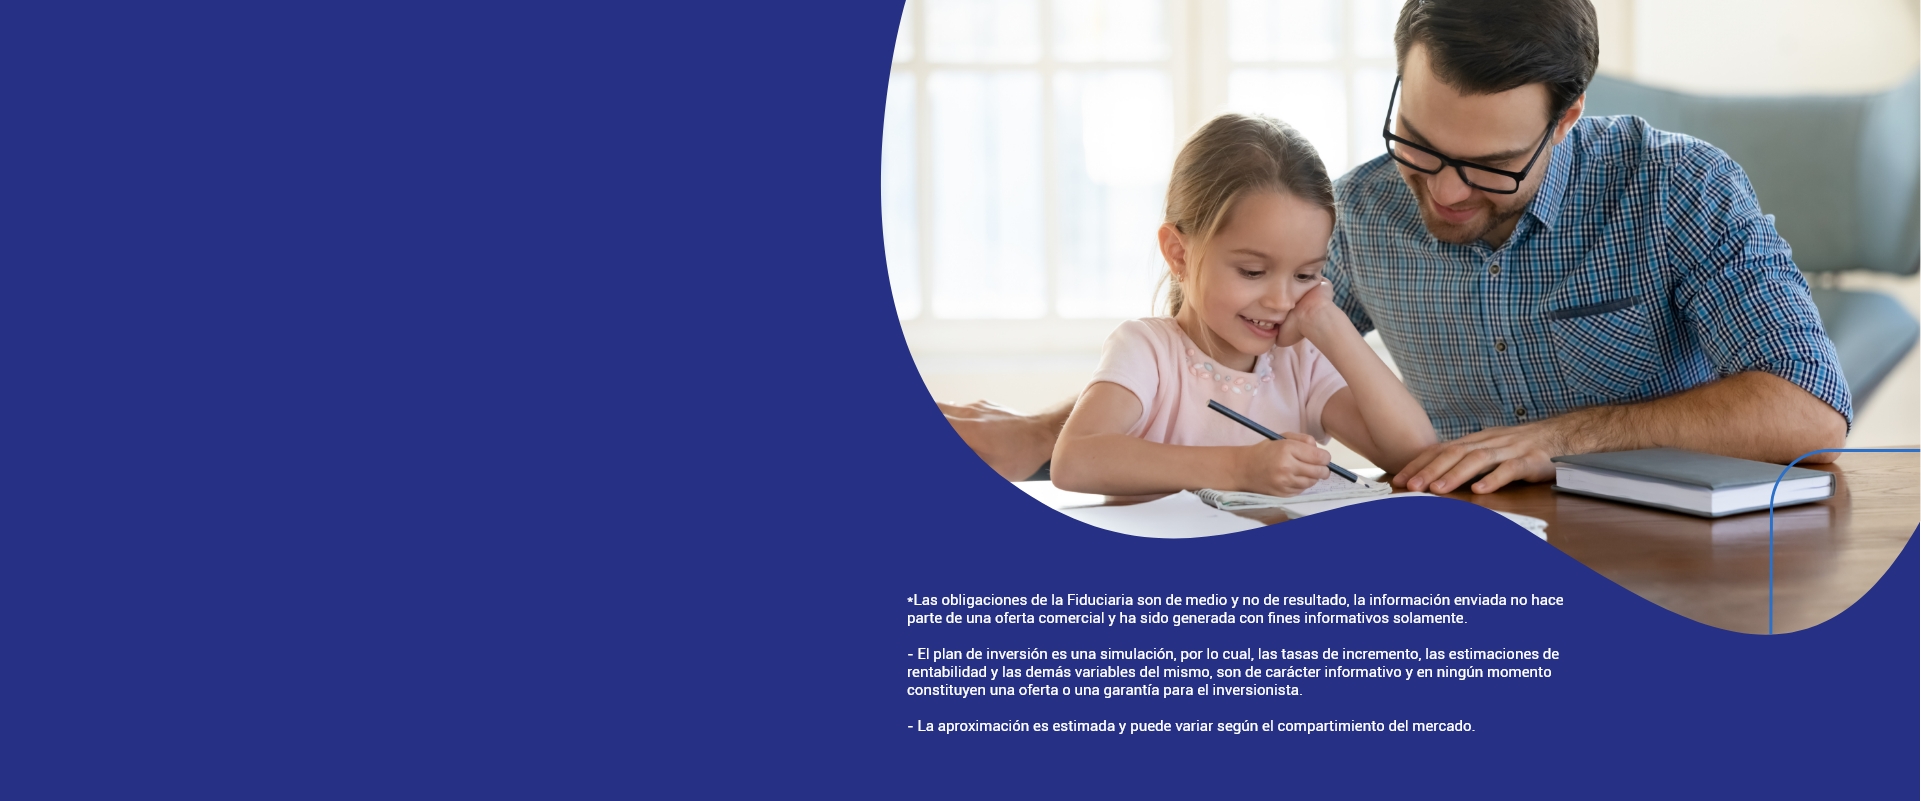 *Las obligaciones de la Fiduciaria son de medio y no de resultado, la información enviada no hace
parte de una oferta comercial y ha sido generada con fines informativos solamente.
- El plan de inversión es una simulación, por lo cual, las tasas de incremento, las estimaciones de
rentabilidad y las demás variables del mismo, son de carácter informativo y en ningún momento
constituyen una oferta o una garantía para el inversionista.
- La aproximación es estimada y puede variar según el compartimiento del mercado.